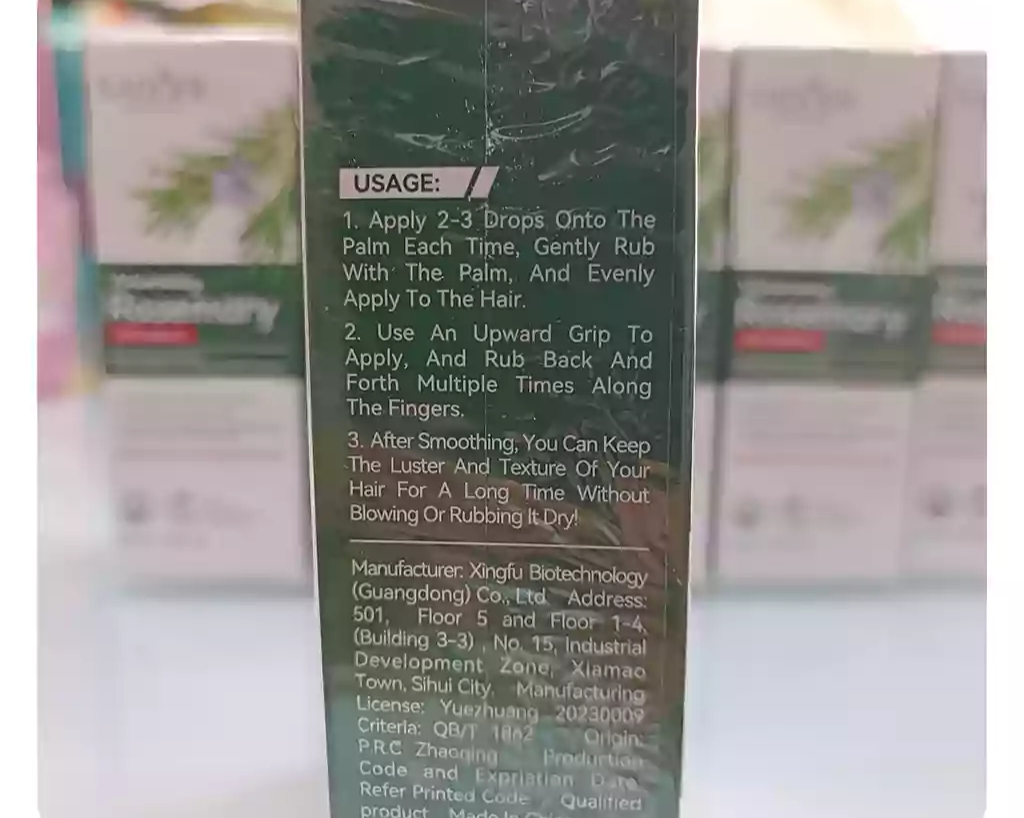 USAGE:
1. Apply 2-3 Drops Onto The
Palm Each Time, Gently Rub
With The Palm, And Evenly
Apply To The Hair.
2. Use An Upward Grip To
Apply, And Rub Back And
Forth Multiple Times Along
The Fingers.
3. After Smoothing, You Can Keep
The Luster And Texture Of Your
Hair For A Long Time Without
Blowing Or Rubbing It Dry!
Manufacturer: Xingfu Biotechnology
(Guangdong) Co., Ltd. Address:
501, Floor 5 and Floor 1-4,
(Building 3-3) , No. 15, Industrial
Development Zone, Xiamao
Town, Sihui City. Manufacturing
License: Yuezhuang 20230009
Criteria: QB/T 1862 Origin:
P.R.C Zhaoqing Production
Code and Expriation Date,
Refer Printed Code Qualified
product Made In
Rosemary
Rosemary